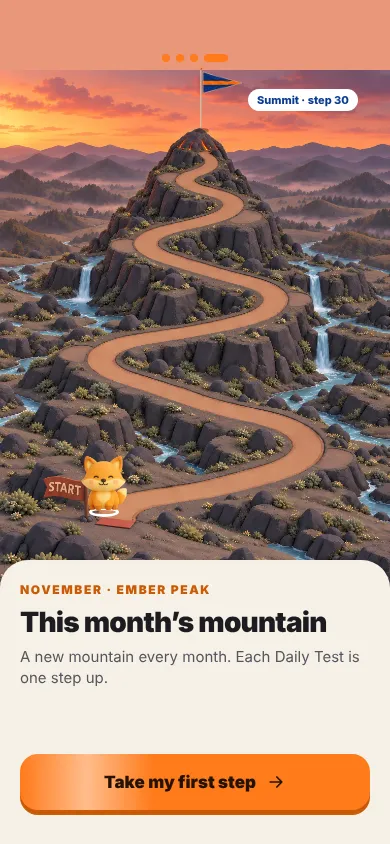 Summit · step 30
START
NOVEMBER · EMBER PEAK
This month’s mountain
A new mountain every month. Each Daily Test is
one step up.
Take my first step →